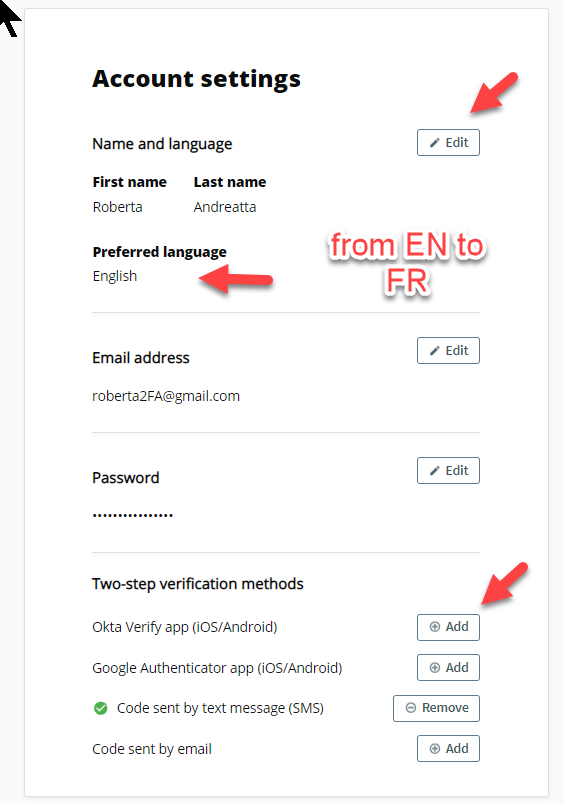 Account settings
Name and language
Edit
First name Last name
Roberta Andreatta
Preferred language
English
from EN to
FR
Email address
Edit
roberta2FA@gmail.com
Password
Edit
••••••••••••••••
Two-step verification methods
Okta Verify app (iOS/Android) Add
Google Authenticator app (iOS/Android) Add
Code sent by text message (SMS) Remove
Code sent by email Add